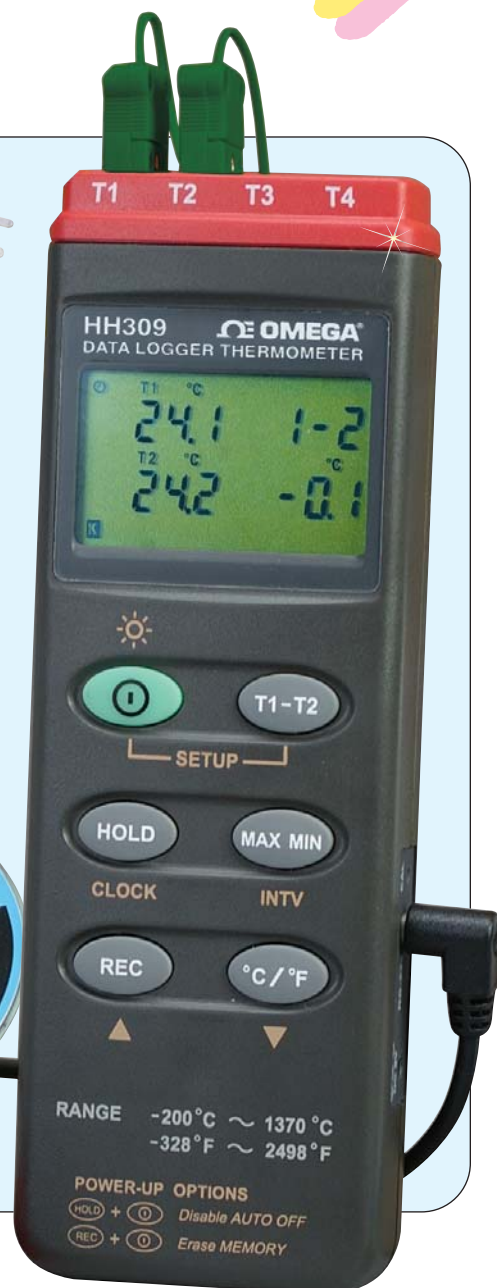 T1 T2 T3 T4
HH309 OMEGA®
DATA LOGGER THERMOMETER
T1 °C
24.1 1-2
T2 °C °C
24.2 -0.1
K
T1-T2
SETUP
HOLD MAX MIN
CLOCK INTV
REC °C/°F
▲ ▼
RANGE -200°C ~ 1370 °C
-328°F ~ 2498°F
POWER-UP OPTIONS
HOLD + Disable AUTO OFF
REC + Erase MEMORY